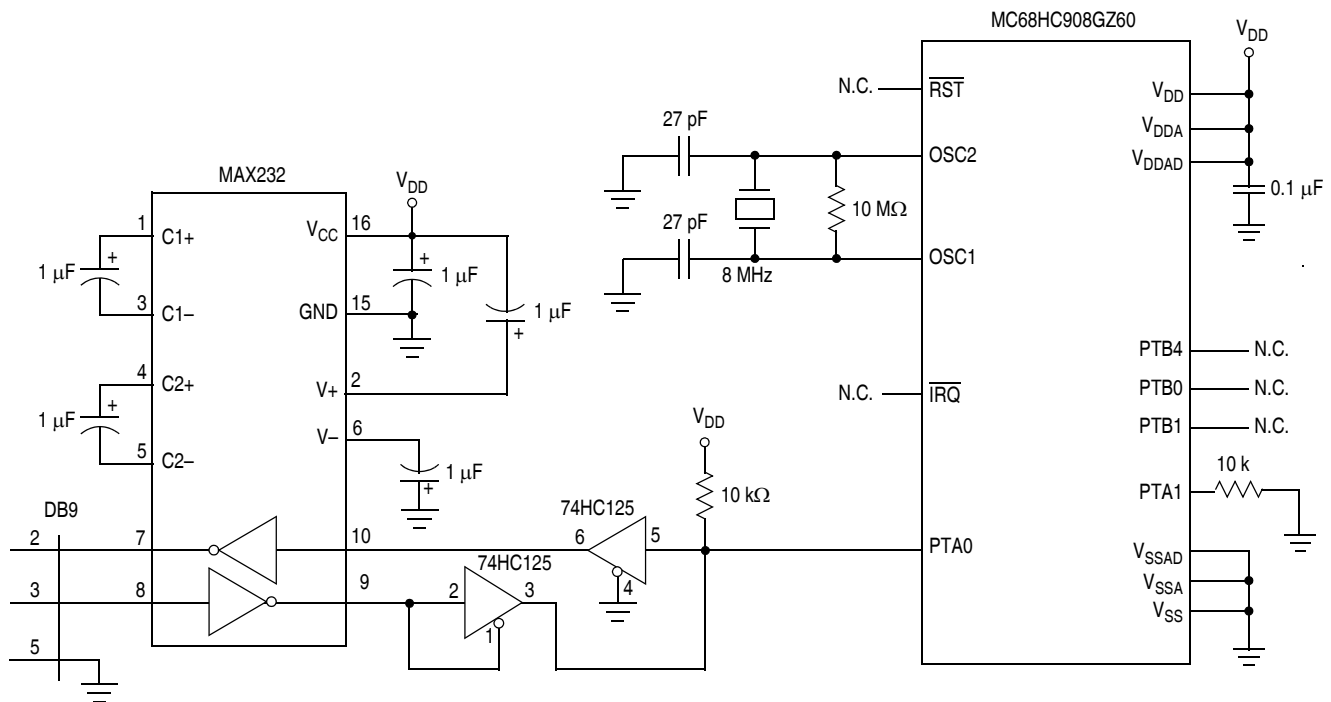 MC68HC908GZ60
VDD
N.C.
RST
VDD
27 pF
VDDA
OSC2
VDDAD
MAX232
0.1 µF
VDD
10 MΩ
1
C1+
VCC
16
27 pF
OSC1
+
1 µF
+
1 µF
8 MHz
3
C1–
GND
15
1 µF
+
PTB4
N.C.
4
C2+
V+
2
N.C.
IRQ
PTB0
N.C.
+
1 µF
VDD
PTB1
N.C.
V–
6
5
C2–
1 µF
+
10 k
10 kΩ
PTA1
DB9
74HC125
2
7
10
6
5
PTA0
VSSAD
74HC125
4
3
8
9
2
3
VSSA
1
VSS
5